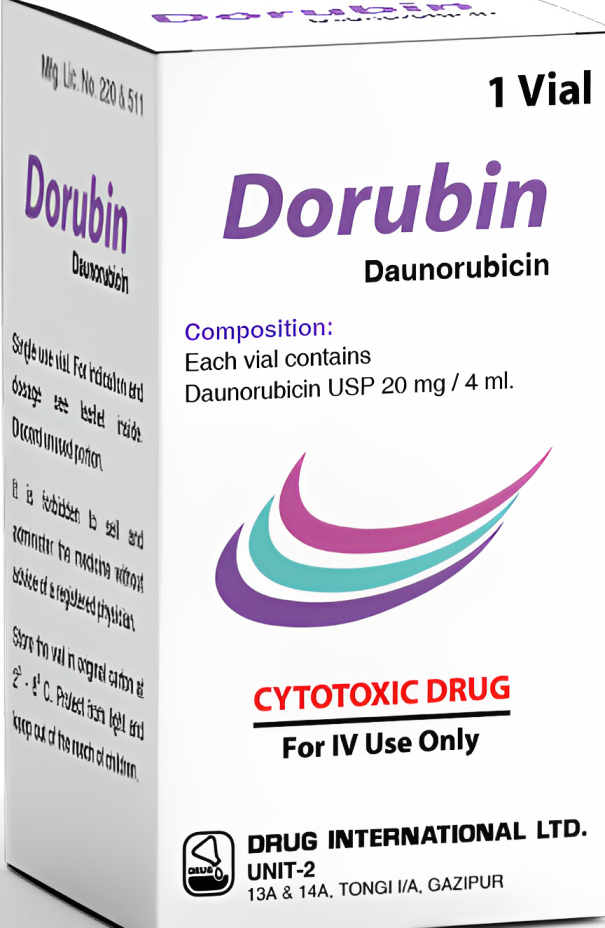 Dorubin
Mfg. Lic. No. 220 & 511
Dorubin
Daunorubicin
Single use vial. For indication and
dosage see leaflet inside.
Discard unused portion.
It is forbidden to sell and
administer the medicine without
advice of a registered physician.
Store the vial in original carton at
2° - 8° C. Protect from light and
keep out of the reach of children.
1 Vial
Dorubin
Daunorubicin
Composition:
Each vial contains
Daunorubicin USP 20 mg / 4 ml.
CYTOTOXIC DRUG
For IV Use Only
DRUG
DRUG INTERNATIONAL LTD.
UNIT-2
13A & 14A, TONGI I/A, GAZIPUR